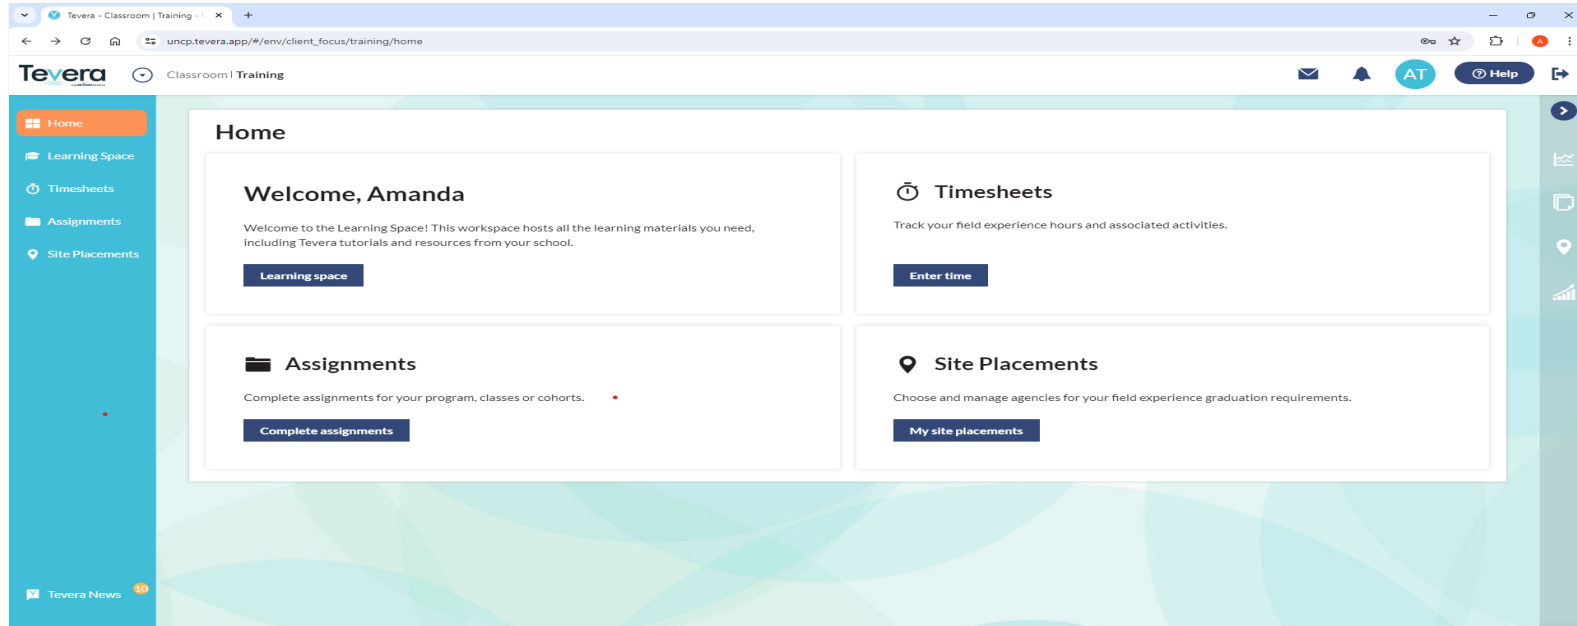 Tevera - Classroom | Training -
uncp.tevera.app/#/env/client_focus/training/home
A
Tevera
Classroom | Training
AT
Help
Home
Learning Space
Timesheets
Assignments
Site Placements
Tevera News
10
Home
Welcome, Amanda
Welcome to the Learning Space! This workspace hosts all the learning materials you need,
including Tevera tutorials and resources from your school.
Learning space
Timesheets
Track your field experience hours and associated activities.
Enter time
Assignments
Complete assignments for your program, classes or cohorts.
Complete assignments
Site Placements
Choose and manage agencies for your field experience graduation requirements.
My site placements